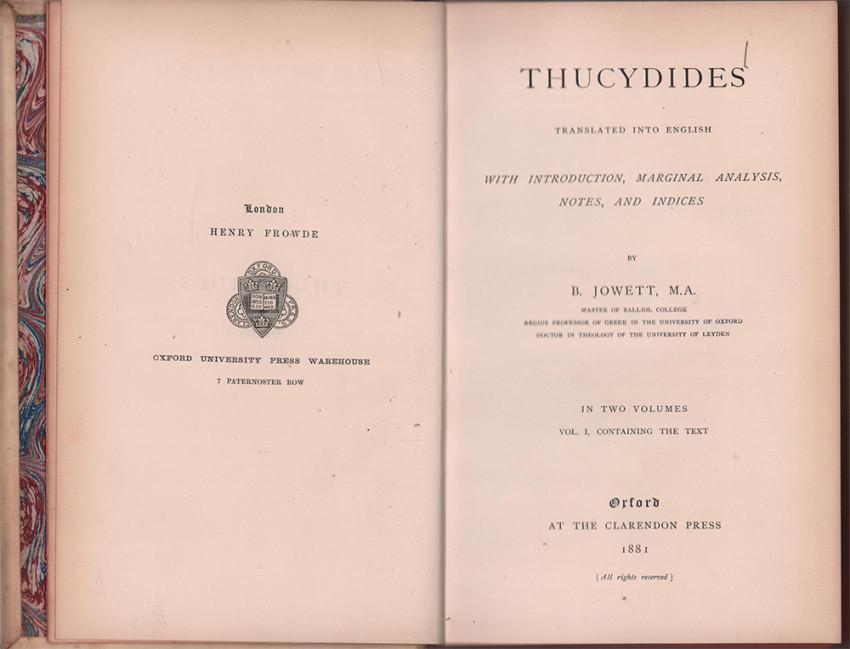 London
HENRY FROWDE
OXFORD UNIVERSITY PRESS WAREHOUSE
7 PATERNOSTER ROW
THUCYDIDES
TRANSLATED INTO ENGLISH
WITH INTRODUCTION, MARGINAL ANALYSIS,
NOTES, AND INDICES
BY
B. JOWETT, M.A.
MASTER OF BALLIOL COLLEGE
REGIUS PROFESSOR OF GREEK IN THE UNIVERSITY OF OXFORD
DOCTOR IN THEOLOGY OF THE UNIVERSITY OF LEYDEN
IN TWO VOLUMES
VOL. I, CONTAINING THE TEXT
Oxford
AT THE CLARENDON PRESS
1881
[All rights reserved]